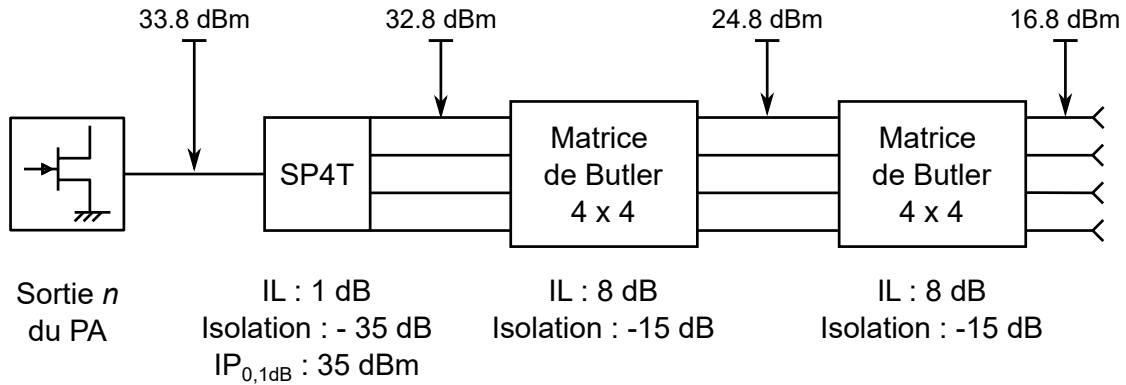 33.8 dBm
32.8 dBm
24.8 dBm
16.8 dBm
SP4T
Matrice
de Butler
4 x 4
Matrice
de Butler
4 x 4
Sortie n
du PA
IL : 1 dB
Isolation : - 35 dB
IP0,1dB : 35 dBm
IL : 8 dB
Isolation : -15 dB
IL : 8 dB
Isolation : -15 dB